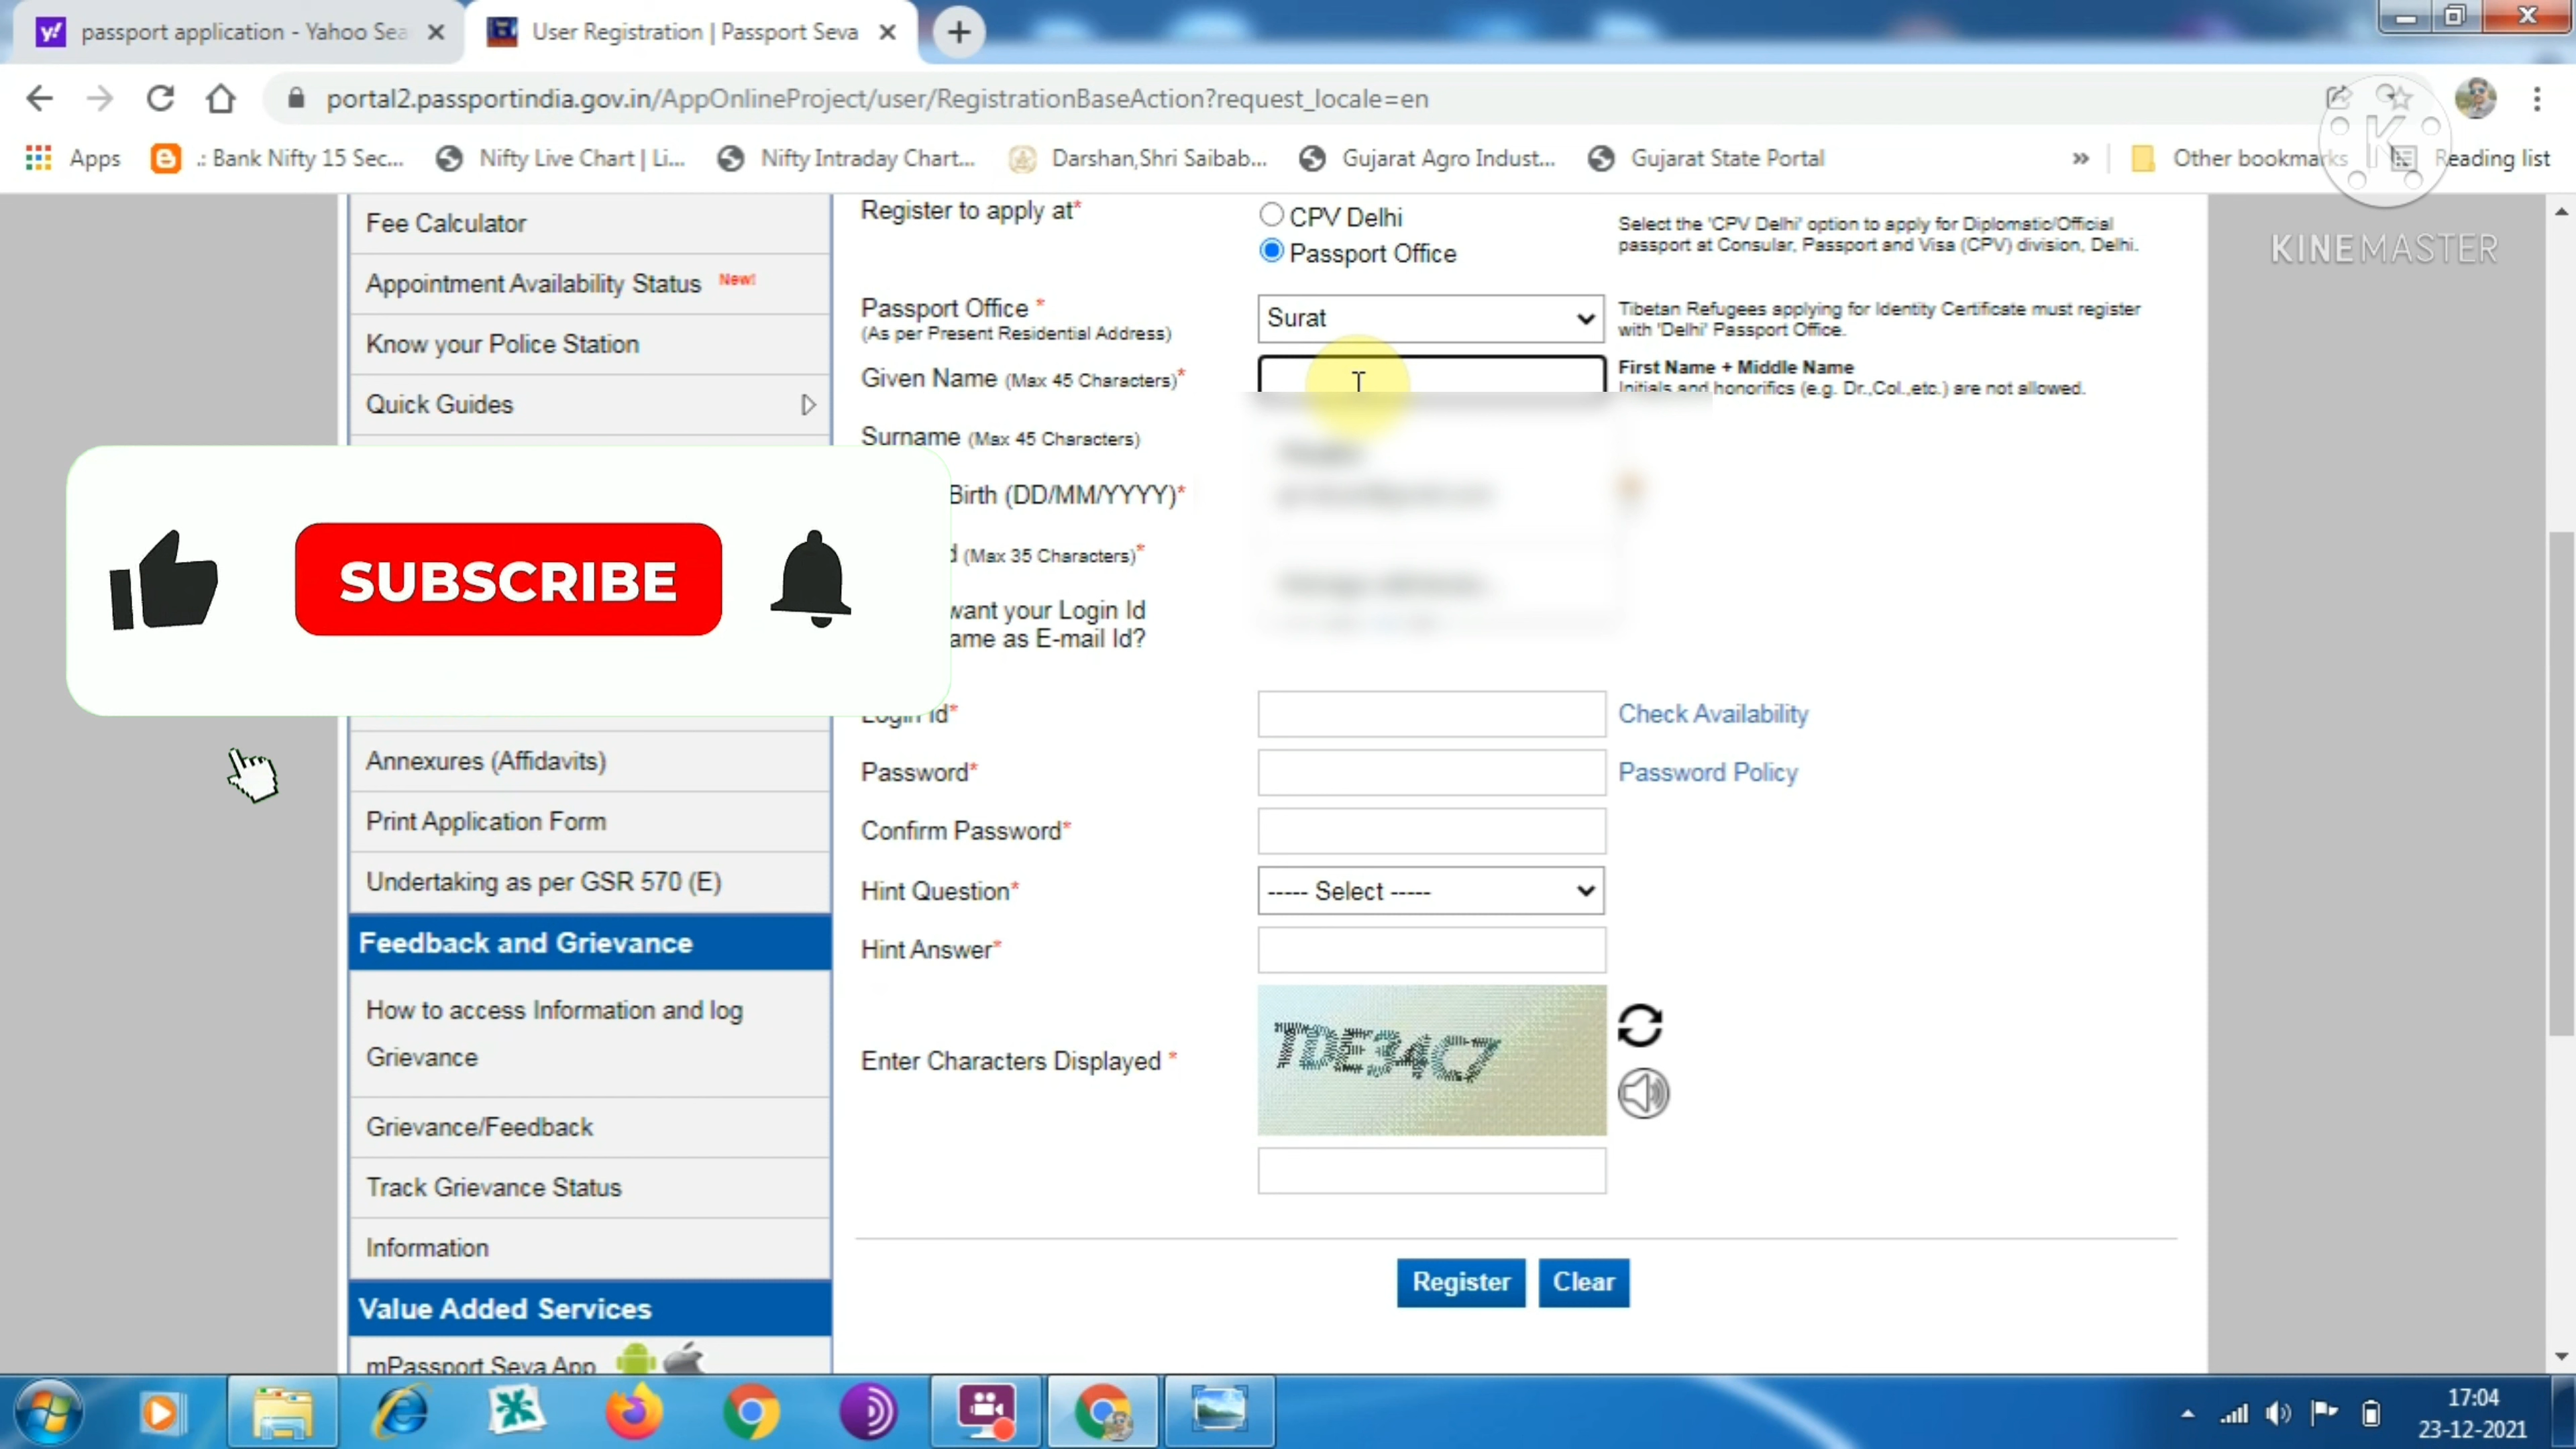 passport application - Yahoo Sea
User Registration | Passport Seva
portal2.passportindia.gov.in/AppOnlineProject/user/RegistrationBaseAction?request_locale=en
Apps
.: Bank Nifty 15 Sec...
Nifty Live Chart | Li...
Nifty Intraday Chart...
Darshan,Shri Saibab...
Gujarat Agro Indust...
Gujarat State Portal
»
Other bookmarks
Reading list
K
KINEMASTER
Fee Calculator
Appointment Availability Status New!
Know your Police Station
Quick Guides
Annexures (Affidavits)
Print Application Form
Undertaking as per GSR 570 (E)
Feedback and Grievance
How to access Information and log
Grievance
Grievance/Feedback
Track Grievance Status
Information
Value Added Services
mPassport Seva App
SUBSCRIBE
Register to apply at*
CPV Delhi
Passport Office
Select the 'CPV Delhi' option to apply for Diplomatic/Official
passport at Consular, Passport and Visa (CPV) division, Delhi.
Passport Office *
(As per Present Residential Address)
Surat
Tibetan Refugees applying for Identity Certificate must register
with 'Delhi' Passport Office.
Given Name (Max 45 Characters)*
First Name + Middle Name
Initials and honorifics (e.g. Dr.,Col.,etc.) are not allowed.
Surname (Max 45 Characters)
Birth (DD/MM/YYYY)*
d (Max 35 Characters)*
want your Login Id
ame as E-mail Id?
Login Id*
Check Availability
Password*
Password Policy
Confirm Password*
Hint Question*
----- Select -----
Hint Answer*
Enter Characters Displayed *
TDE34C7
Register
Clear
17:04
23-12-2021